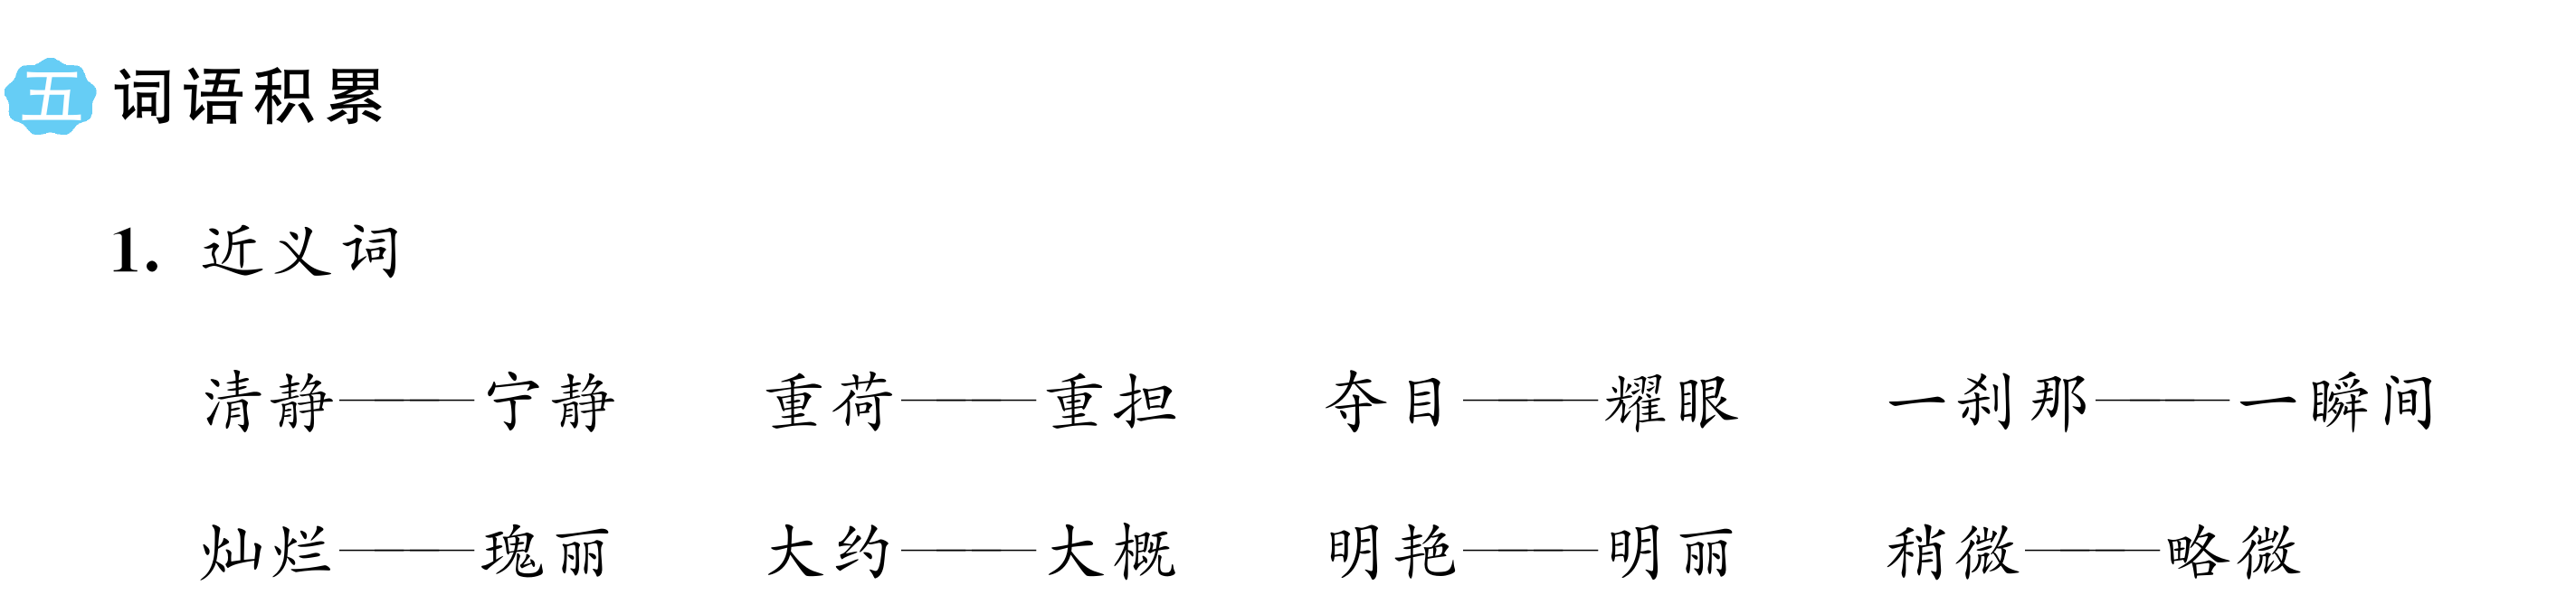 五 词语积累
1. 近义词
清静——宁静 重荷——重担 夺目——耀眼 一刹那——一瞬间
灿烂——瑰丽 大约——大概 明艳——明丽 稍微——略微